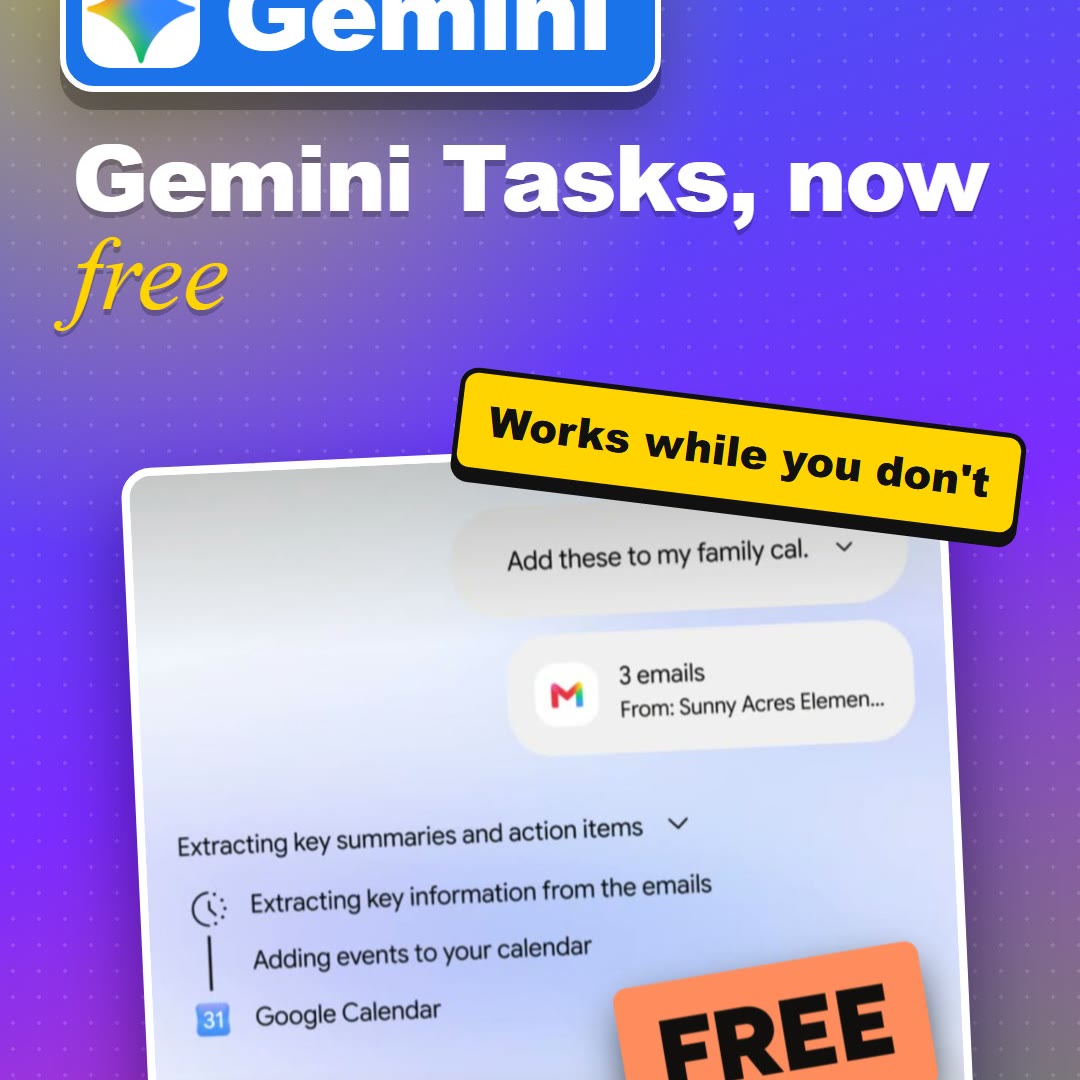 Gemini
Gemini Tasks, now
free
Works while you don't
Add these to my family cal.
3 emails
From: Sunny Acres Elemen...
Extracting key summaries and action items
Extracting key information from the emails
Adding events to your calendar
31 Google Calendar
FREE